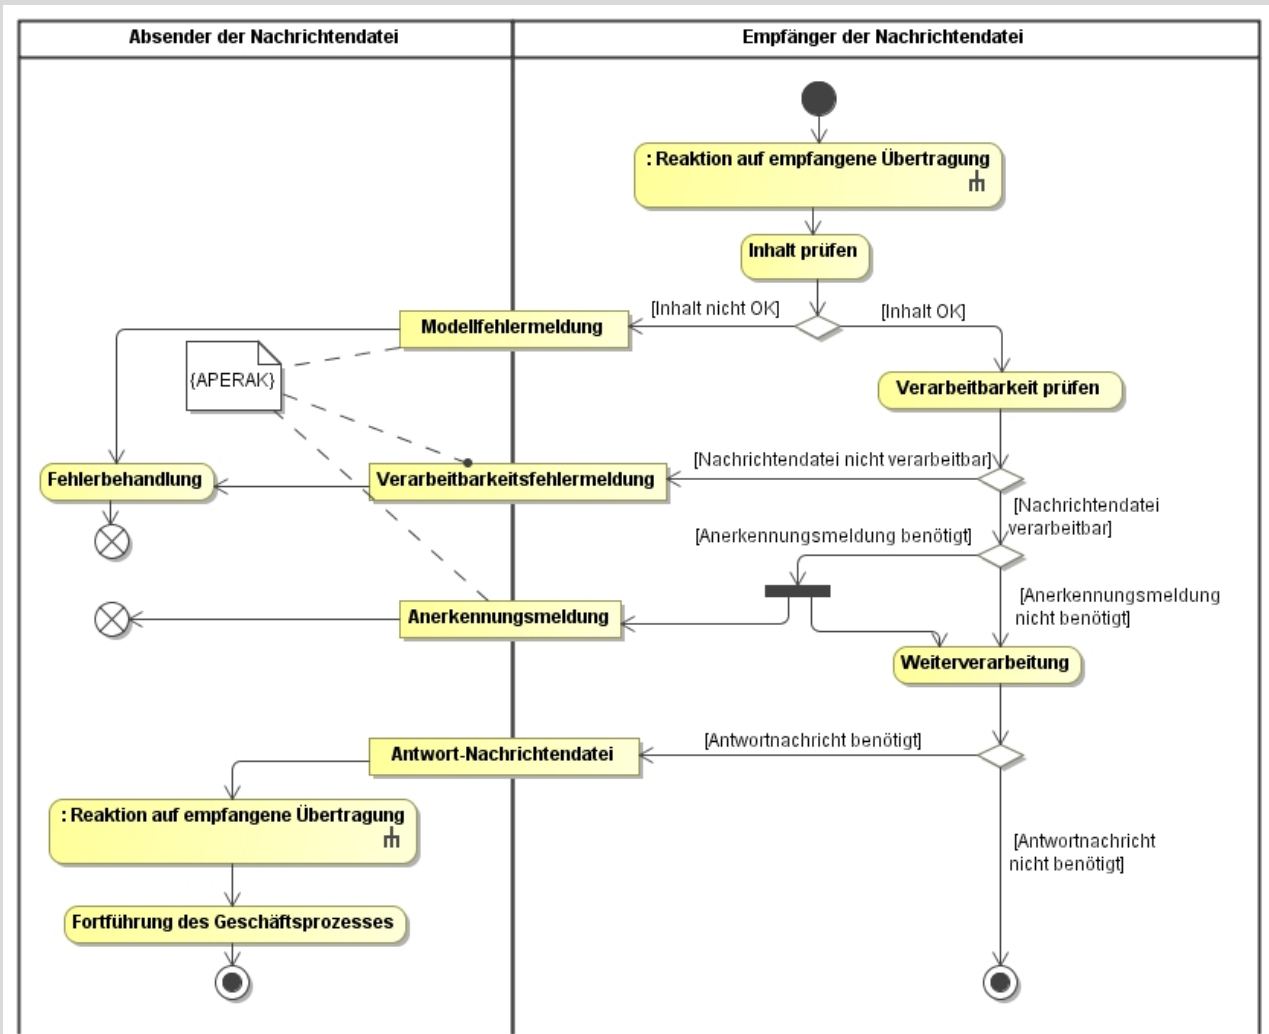 Absender der Nachrichtendatei
Empfänger der Nachrichtendatei
: Reaktion auf empfangene Übertragung
Inhalt prüfen
[Inhalt nicht OK]
[Inhalt OK]
Modellfehlermeldung
{APERAK}
Verarbeitbarkeit prüfen
[Nachrichtendatei nicht verarbeitbar]
Fehlerbehandlung
Verarbeitbarkeitsfehlermeldung
[Nachrichtendatei
verarbeitbar]
[Anerkennungsmeldung benötigt]
[Anerkennungsmeldung
nicht benötigt]
Anerkennungsmeldung
Weiterverarbeitung
[Antwortnachricht benötigt]
Antwort-Nachrichtendatei
: Reaktion auf empfangene Übertragung
[Antwortnachricht
nicht benötigt]
Fortführung des Geschäftsprozesses